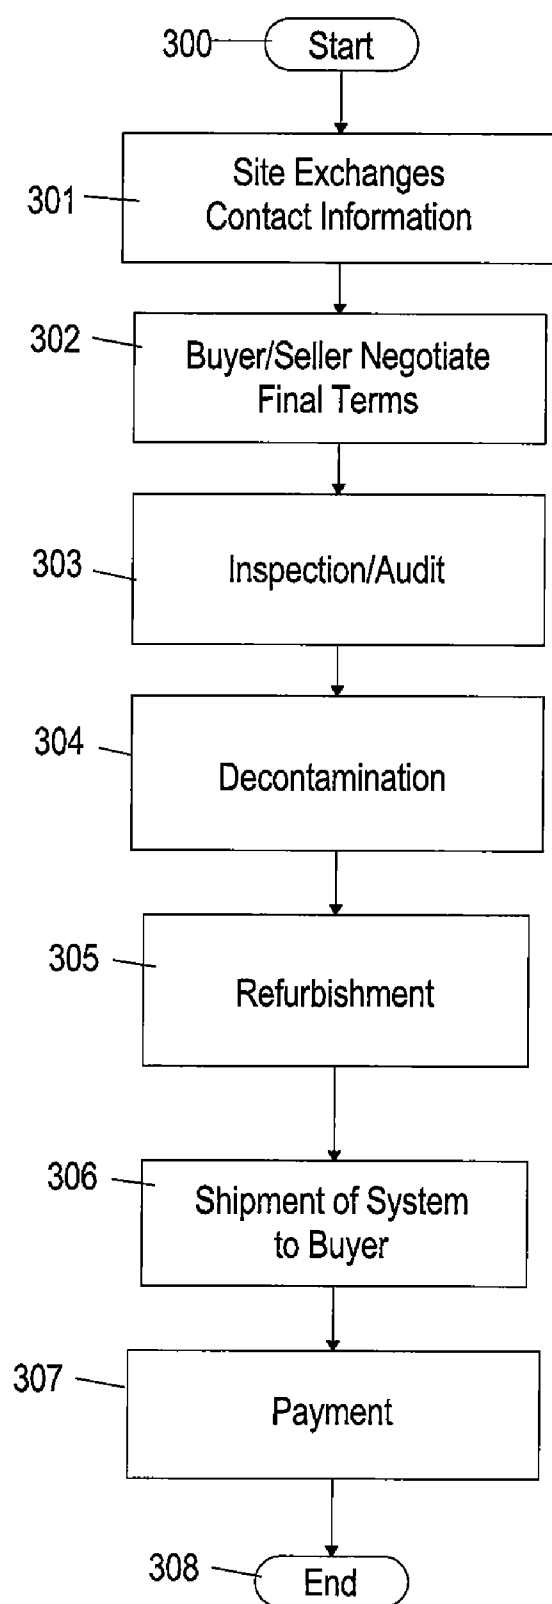 300
Start
301
Site Exchanges
Contact Information
302
Buyer/Seller Negotiate
Final Terms
303
Inspection/Audit
304
Decontamination
305
Refurbishment
306
Shipment of System
to Buyer
307
Payment
308
End